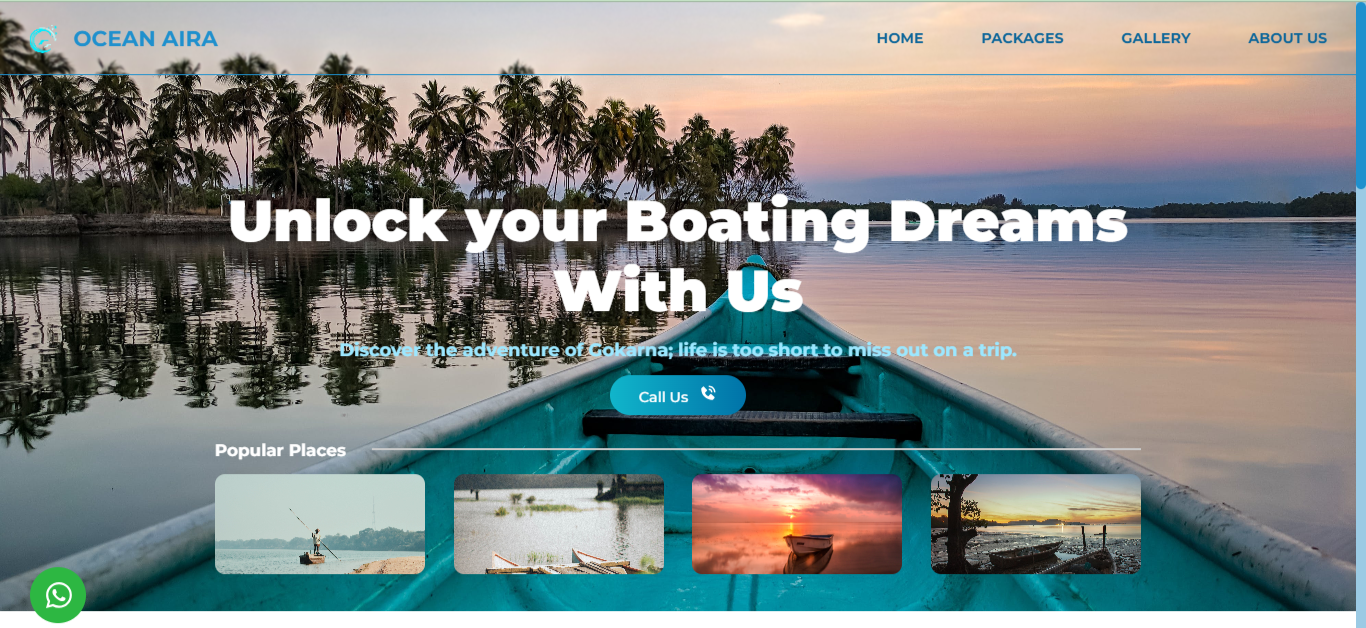 OCEAN AIRA
HOME
PACKAGES
GALLERY
ABOUT US
Unlock your Boating Dreams
With Us
Discover the adventure of Gokarna; life is too short to miss out on a trip.
Call Us
Popular Places